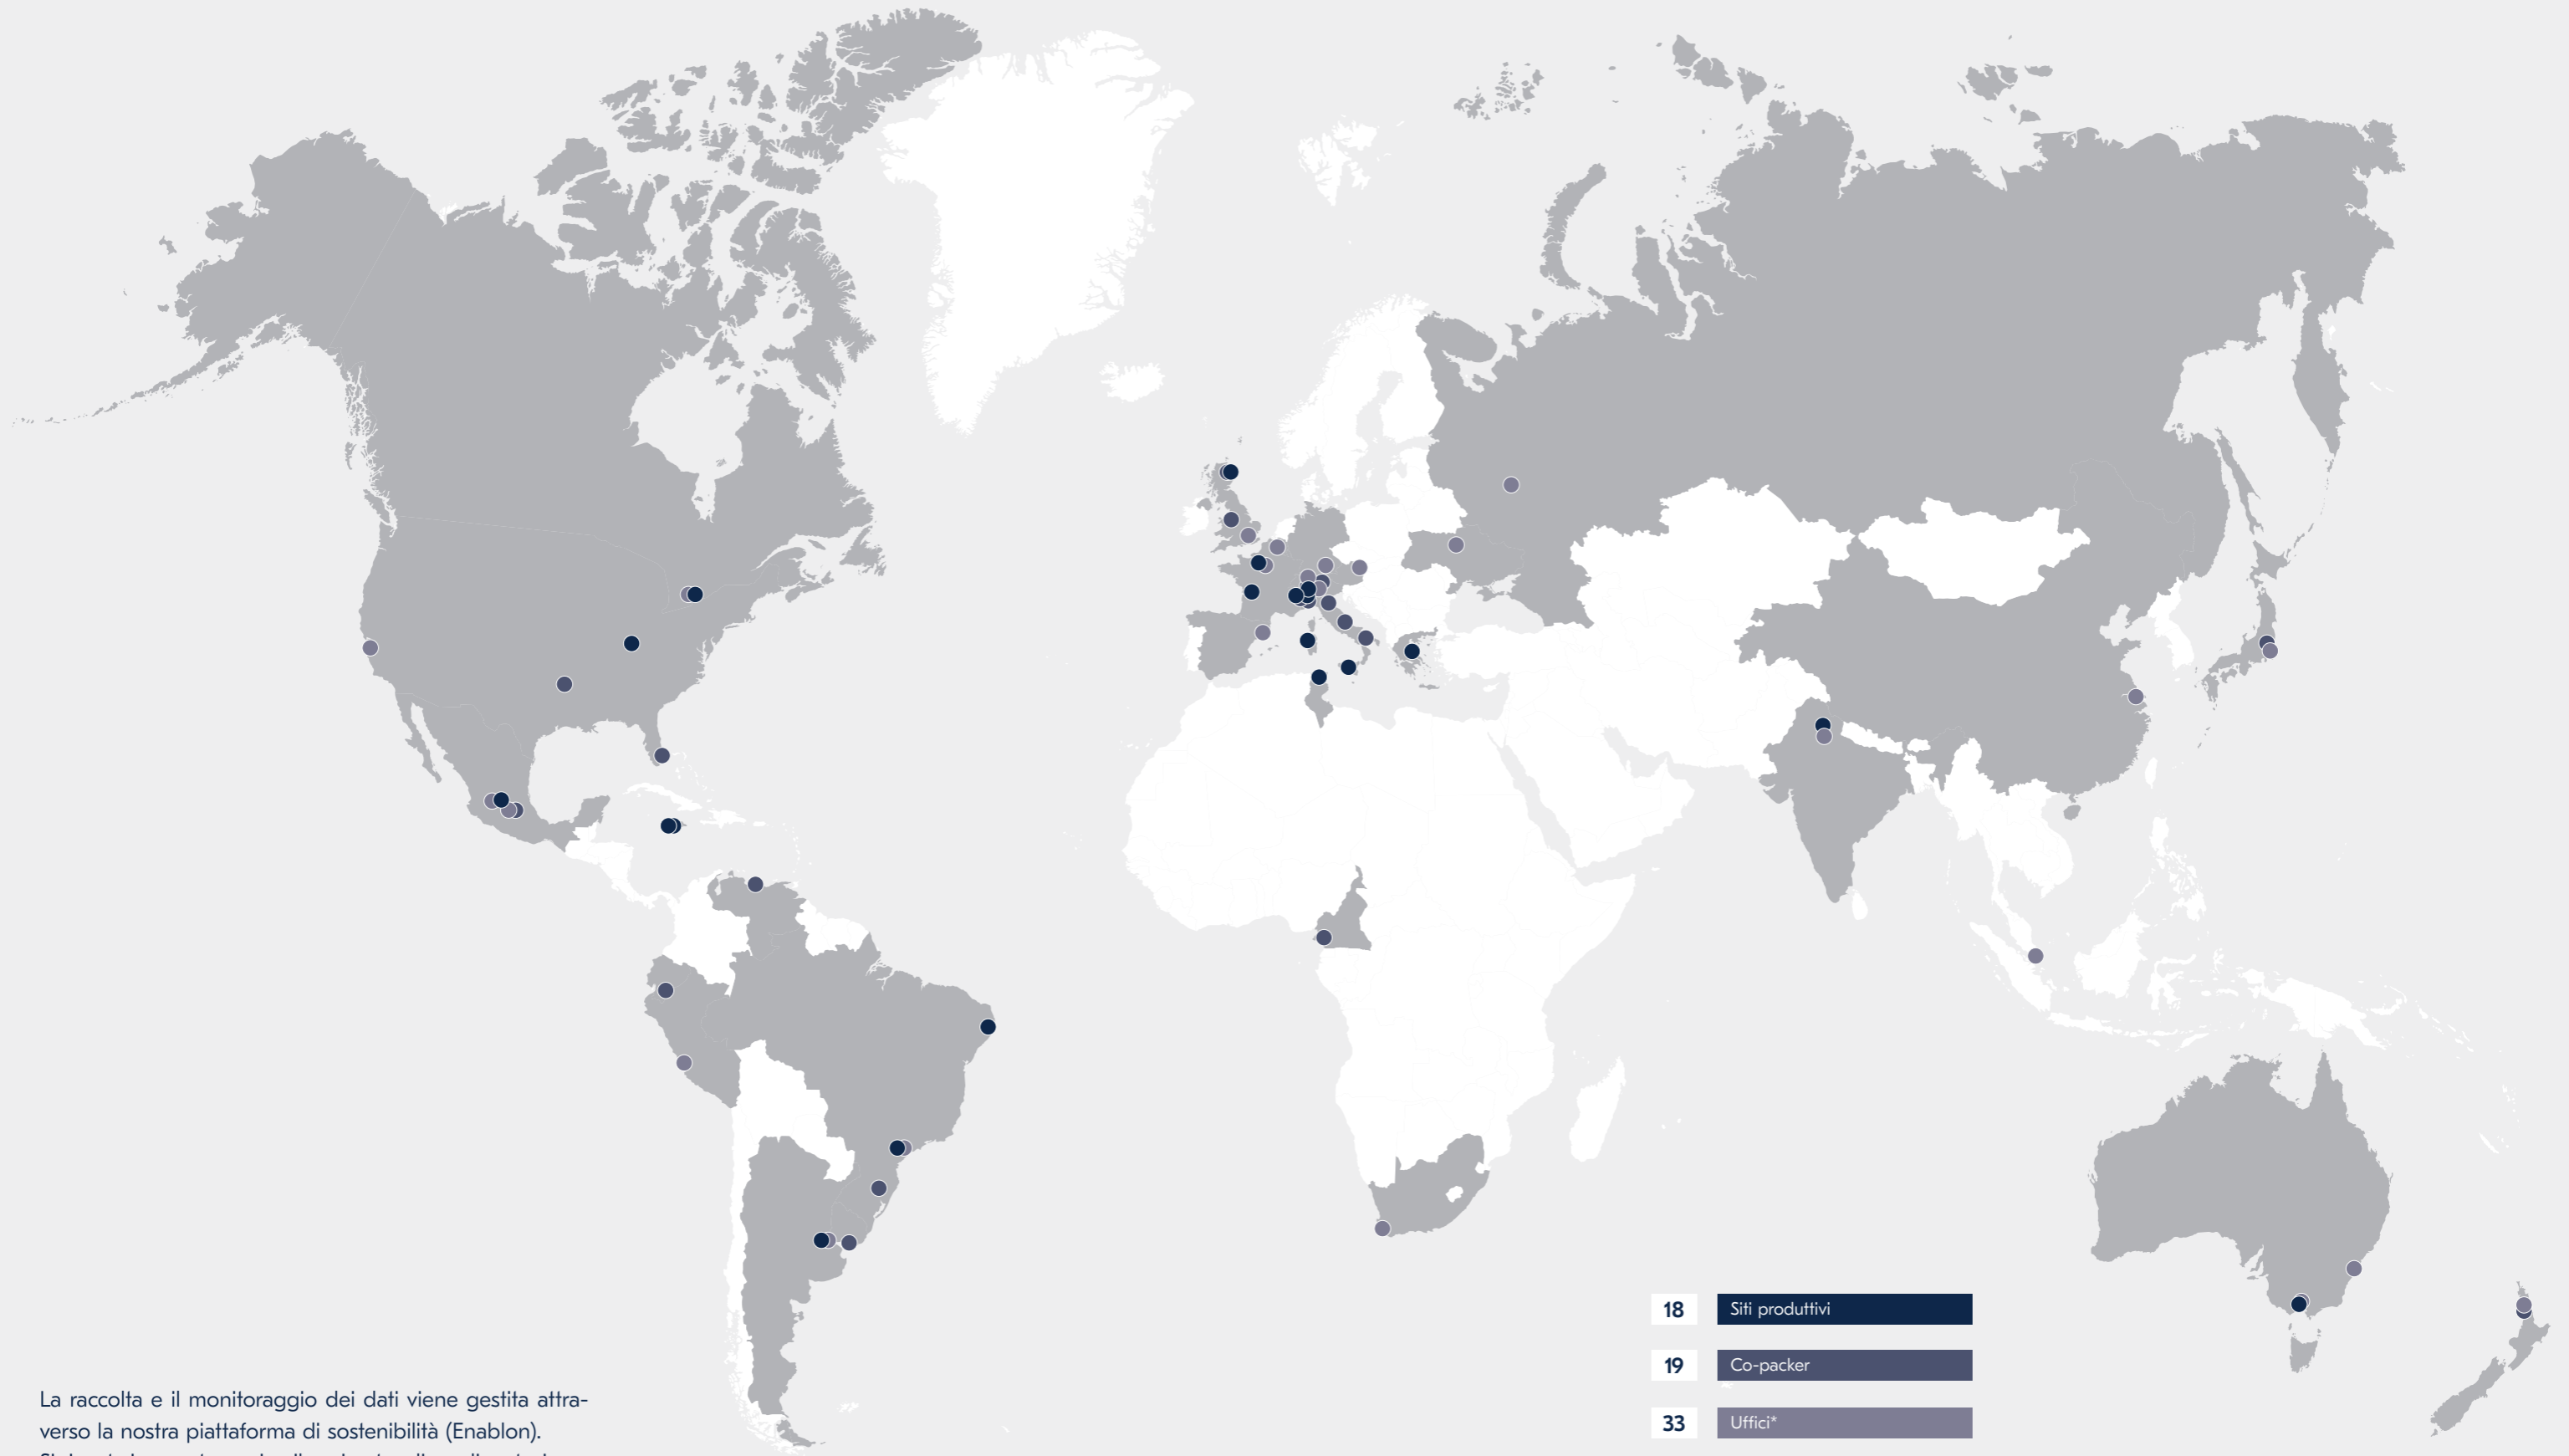 18 Siti produttivi
19 Co-packer
33 Uffici*
La raccolta e il monitoraggio dei dati viene gestita attra-
verso la nostra piattaforma di sostenibilità (Enablon).